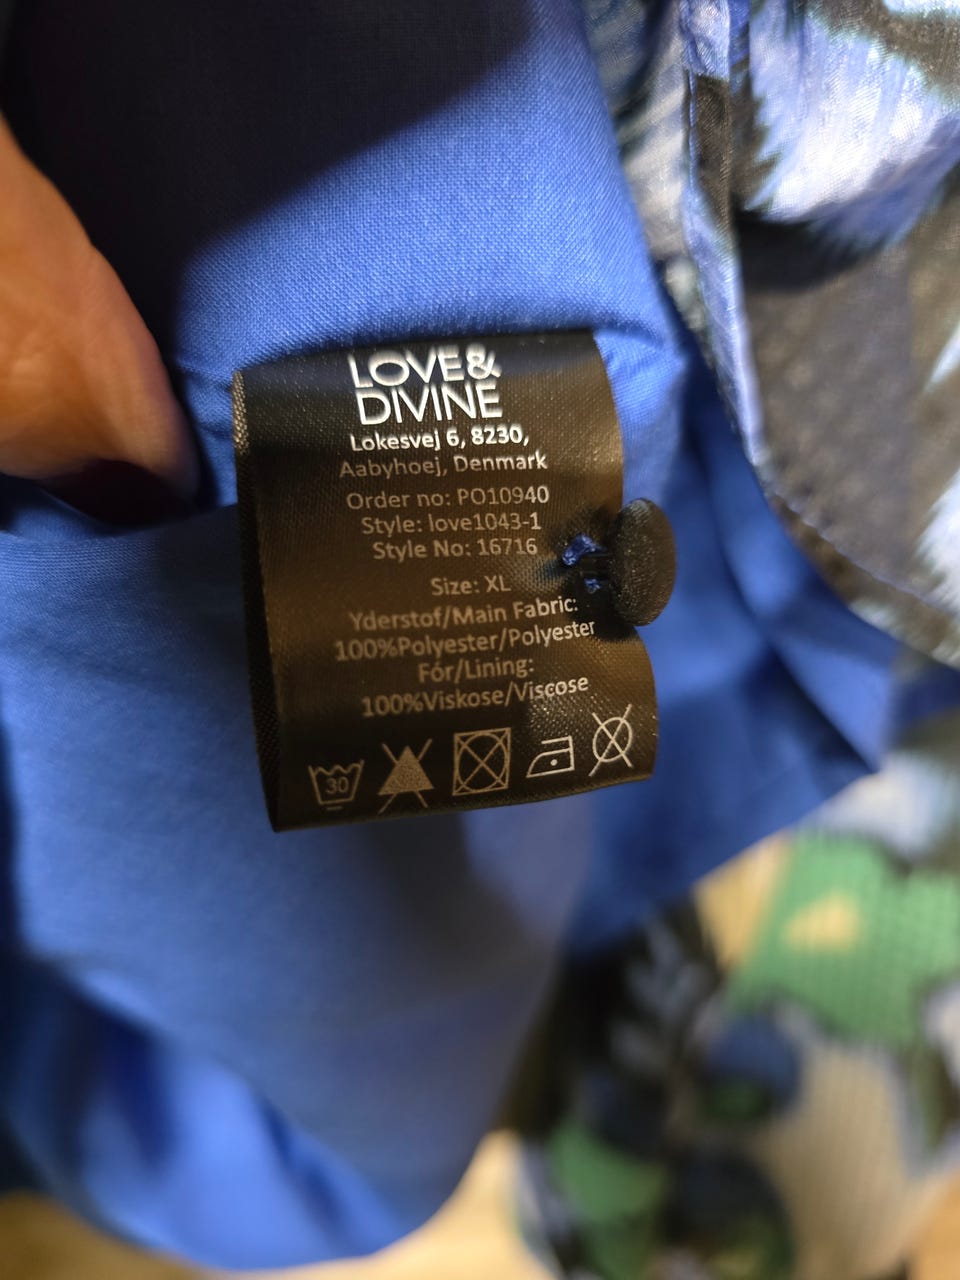 LOVE&
DIVINE
Lokesvej 6, 8230,
Aabyhoej, Denmark
Order no: PO10940
Style: love1043-1
Style No: 16716
Size: XL
Yderstof/Main Fabric:
100%Polyester/Polyester
Fór/Lining:
100%Viskose/Viscose
30